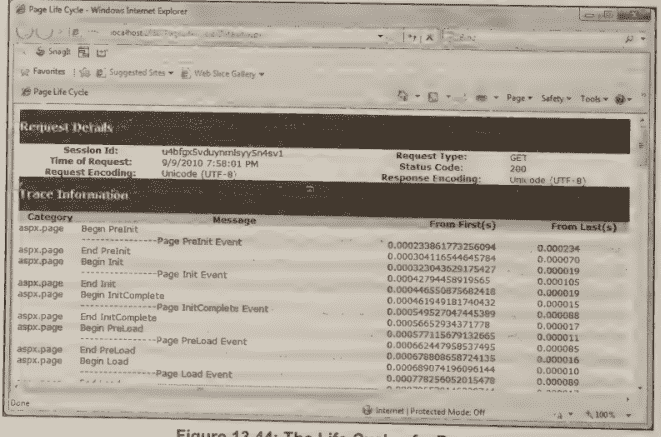 Page Life Cycle - Windows Internet Explorer
localhost
SnagIt
Favorites Suggested Sites Web Slice Gallery
Page Life Cycle Page Safety Tools
Request Details
Session Id: u4bfgx5vduynmlsyy5n4sv1 Request Type: GET
Time of Request: 9/9/2010 7:58:01 PM Status Code: 200
Request Encoding: Unicode (UTF-8) Response Encoding: Unicode (UTF-8)
Trace Information
Category Message From First(s) From Last(s)
aspx.page Begin PreInit
--------------------Page PreInit Event 0.000233861773256094 0.000234
aspx.page End PreInit 0.000304116544645784 0.000070
aspx.page Begin Init 0.000323043629175427 0.000019
--------------------Page Init Event 0.00042794458191 9565 0.000105
aspx.page End Init 0.000446550875682418 0.000019
aspx.page Begin InitComplete 0.00046194918174 0432 0.000015
--------------------Page InitComplete Event 0.000549527047445389 0.000088
aspx.page End InitComplete 0.00056652934371778 0.000017
aspx.page Begin PreLoad 0.000577115679132665 0.000011
--------------------Page PreLoad Event 0.000662447958537495 0.000085
aspx.page End PreLoad 0.000678808658724135 0.000016
aspx.page Begin Load 0.000689074196096144 0.000010
--------------------Page Load Event 0.000778256052015478 0.000089
Done Internet | Protected Mode: Off 100%
Figure 13.44: The Life Cycle of a